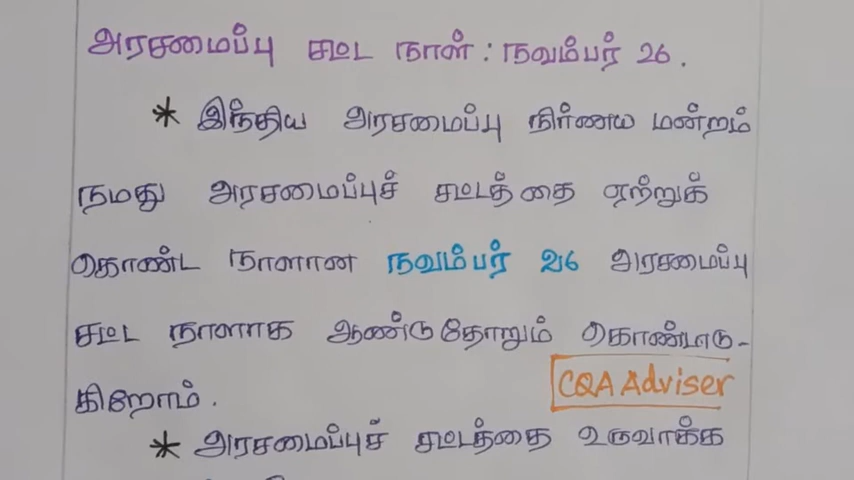 அரசமைப்பு சட்ட நாள் : நவம்பர் 26 .
* இந்திய அரசமைப்பு நிர்ணய மன்றம்
நமது அரசமைப்புச் சட்டத்தை ஏற்றுக்
கொண்ட நாளான நவம்பர் 26 அரசமைப்பு
சட்ட நாளாக ஆண்டுதோறும் கொண்டாடு-
கிறோம் .
CQA Adviser
* அரசமைப்புச் சட்டத்தை உருவாக்க